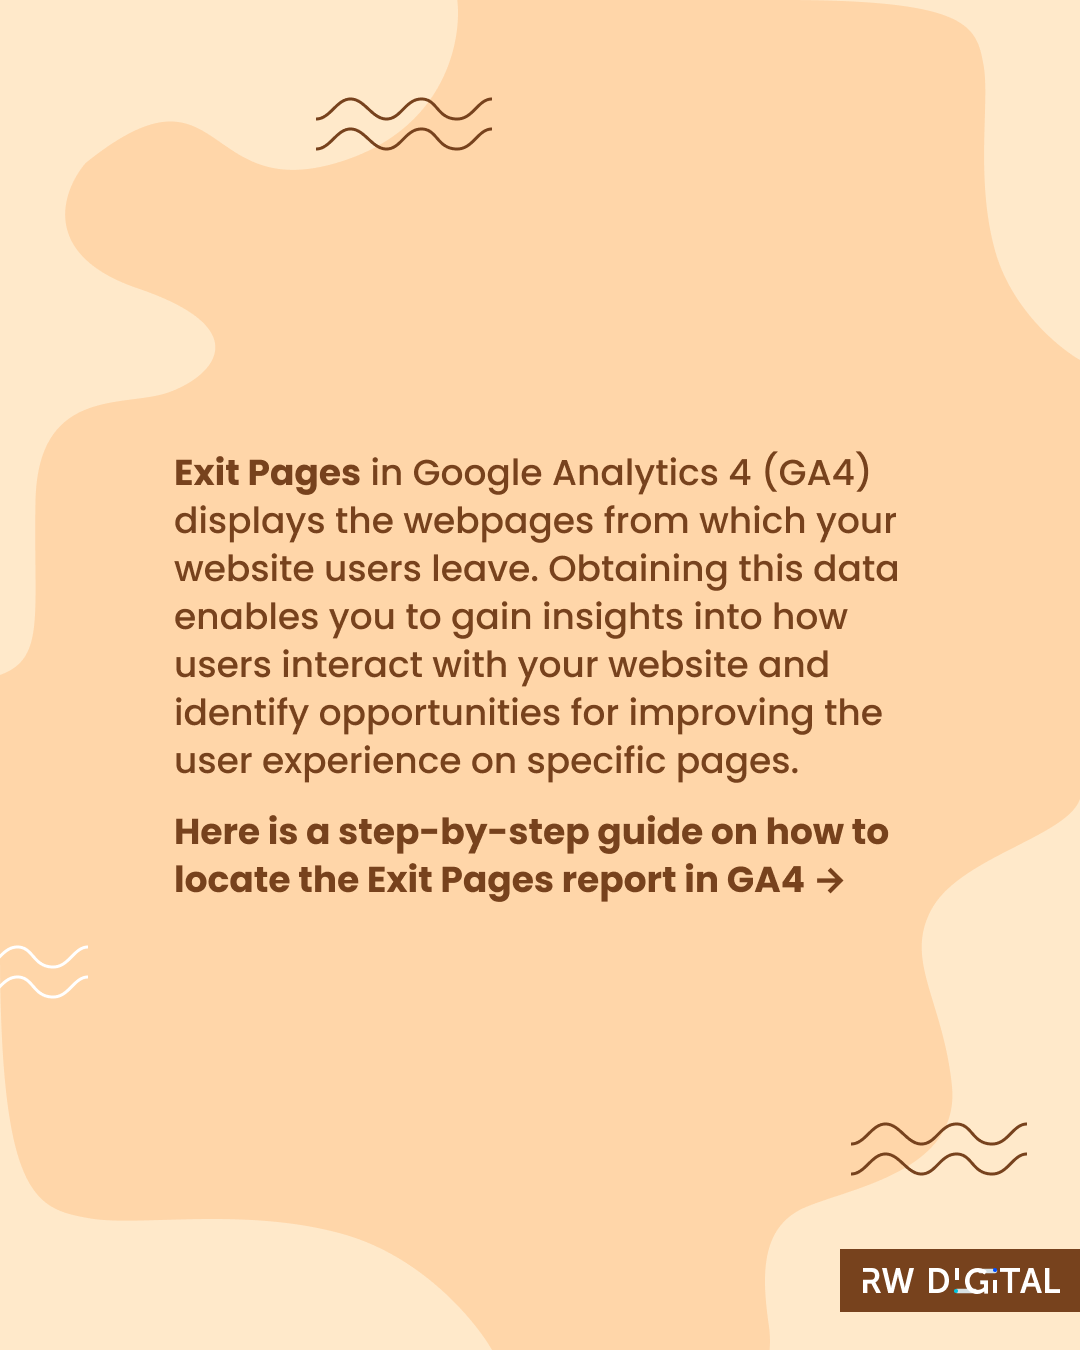 Exit Pages in Google Analytics 4 (GA4)
displays the webpages from which your
website users leave. Obtaining this data
enables you to gain insights into how
users interact with your website and
identify opportunities for improving the
user experience on specific pages.
Here is a step-by-step guide on how to
locate the Exit Pages report in GA4 →
RW DIGITAL